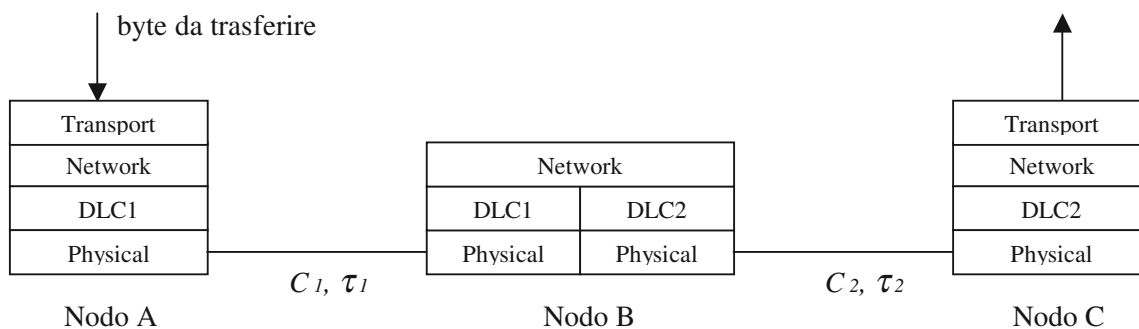 byte da trasferire
Transport
Network
DLC1
Physical
Network
DLC1 DLC2
Physical Physical
Transport
Network
DLC2
Physical
C1, τ1
C2, τ2
Nodo A
Nodo B
Nodo C